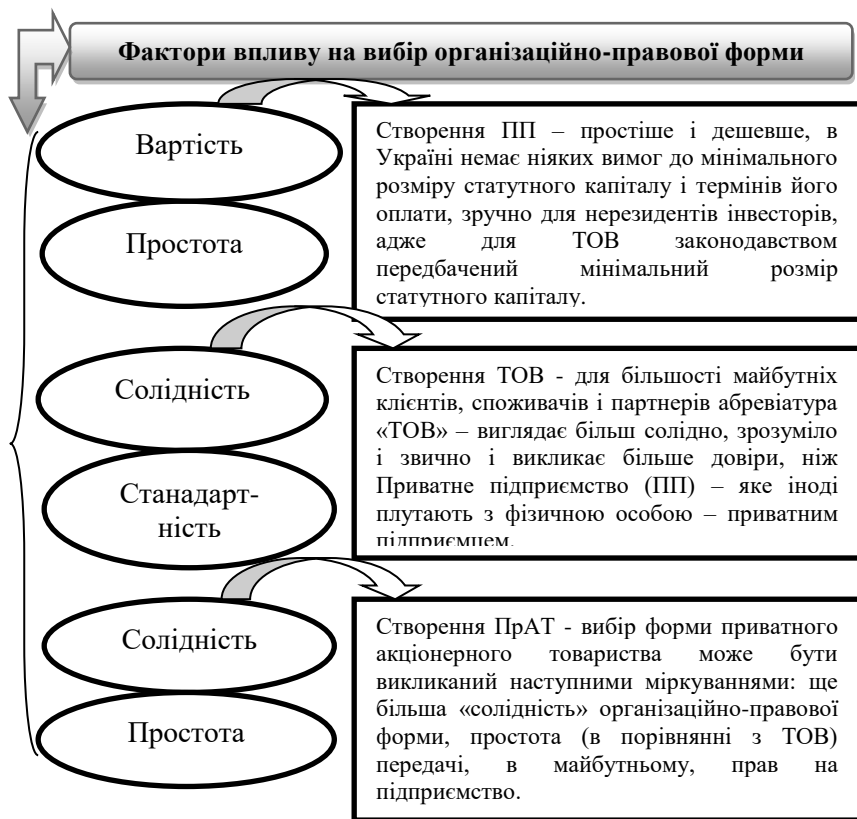 Фактори впливу на вибір організаційно-правової форми
Вартість
Простота
Створення ПП – простіше і дешевше, в
Україні немає ніяких вимог до мінімального
розміру статутного капіталу і термінів його
оплати, зручно для нерезидентів інвесторів,
адже для ТОВ законодавством
передбачений мінімальний розмір
статутного капіталу.
Солідність
Станадарт-
ність
Створення ТОВ - для більшості майбутніх
клієнтів, споживачів і партнерів абревіатура
«ТОВ» – виглядає більш солідно, зрозуміло
і звично і викликає більше довіри, ніж
Приватне підприємство (ПП) – яке іноді
плутають з фізичною особою – приватним
підприємцем.
Солідність
Простота
Створення ПрАТ - вибір форми приватного
акціонерного товариства може бути
викликаний наступними міркуваннями: ще
більша «солідність» організаційно-правової
форми, простота (в порівнянні з ТОВ)
передачі, в майбутньому, прав на
підприємство.